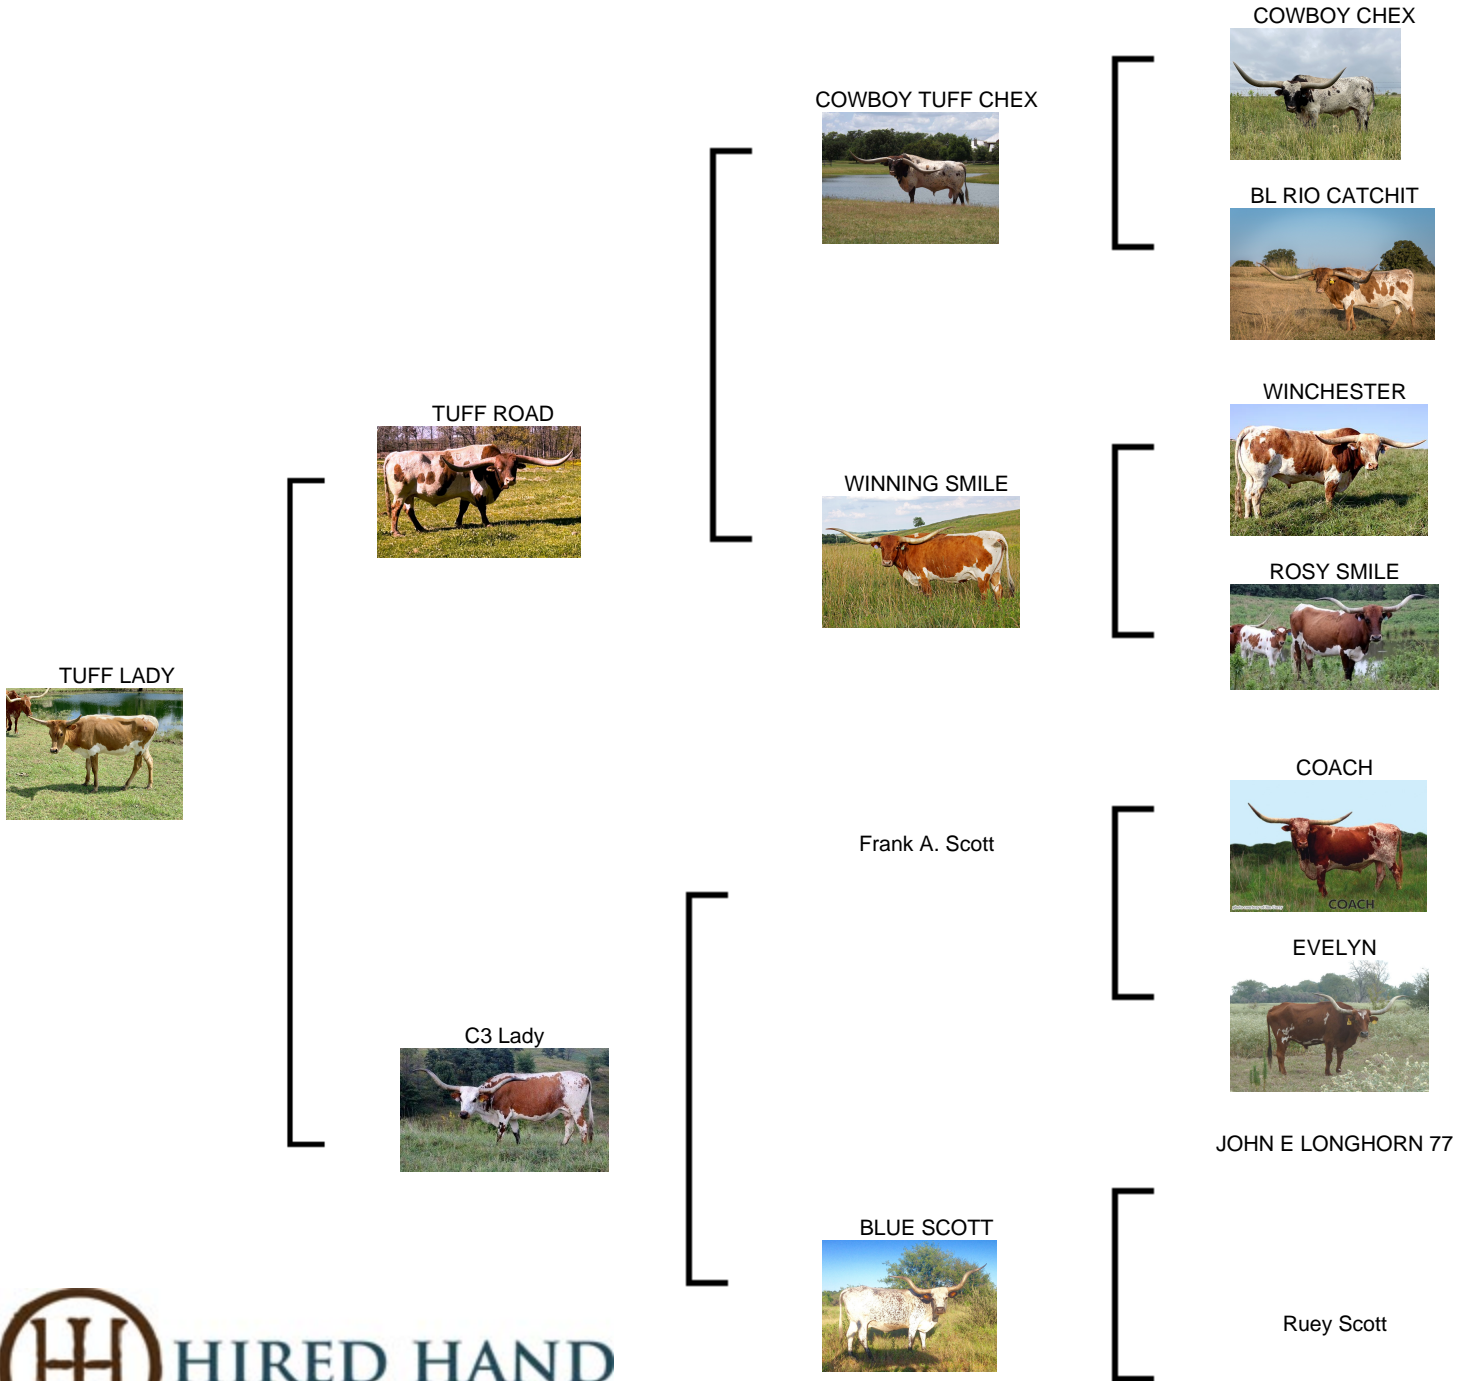 COWBOY CHEX
COWBOY TUFF CHEX
BL RIO CATCHIT
WINCHESTER
TUFF ROAD
WINNING SMILE
ROSY SMILE
TUFF LADY
COACH
Frank A. Scott
COACH
EVELYN
C3 Lady
JOHN E LONGHORN 77
BLUE SCOTT
Ruey Scott
HIRED HAND